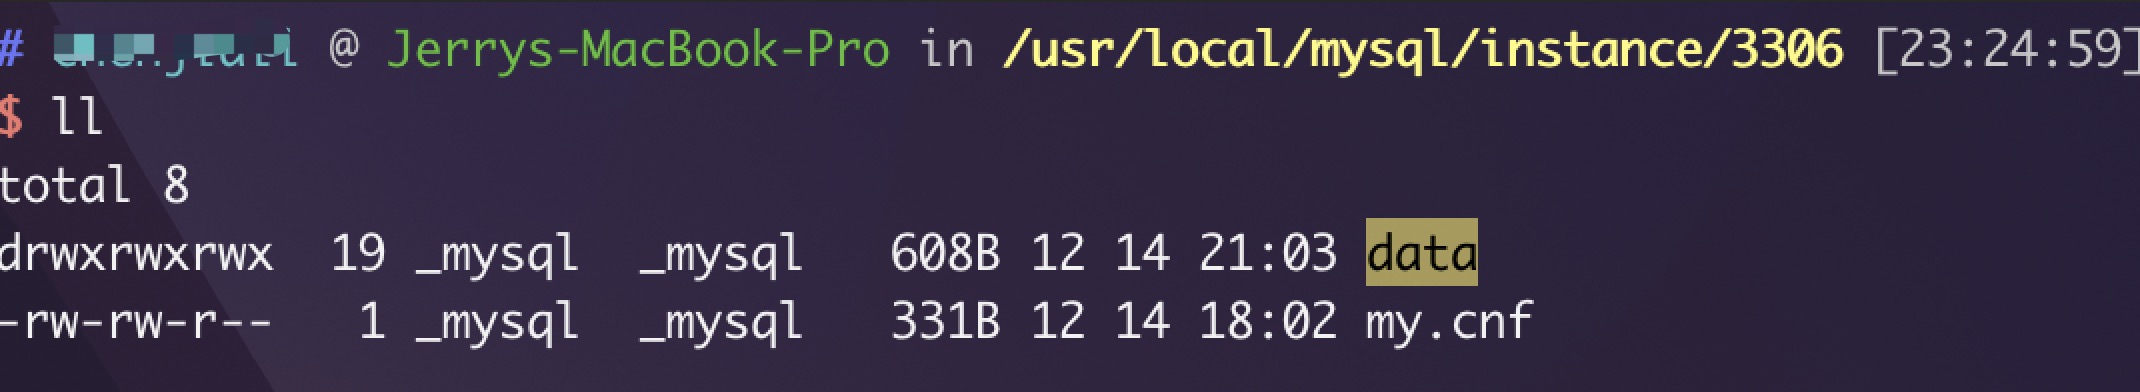 # @ Jerrys-MacBook-Pro in /usr/local/mysql/instance/3306 [23:24:59]
$ ll
total 8
drwxrwxrwx 19 _mysql _mysql 608B 12 14 21:03 data
-rw-rw-r-- 1 _mysql _mysql 331B 12 14 18:02 my.cnf